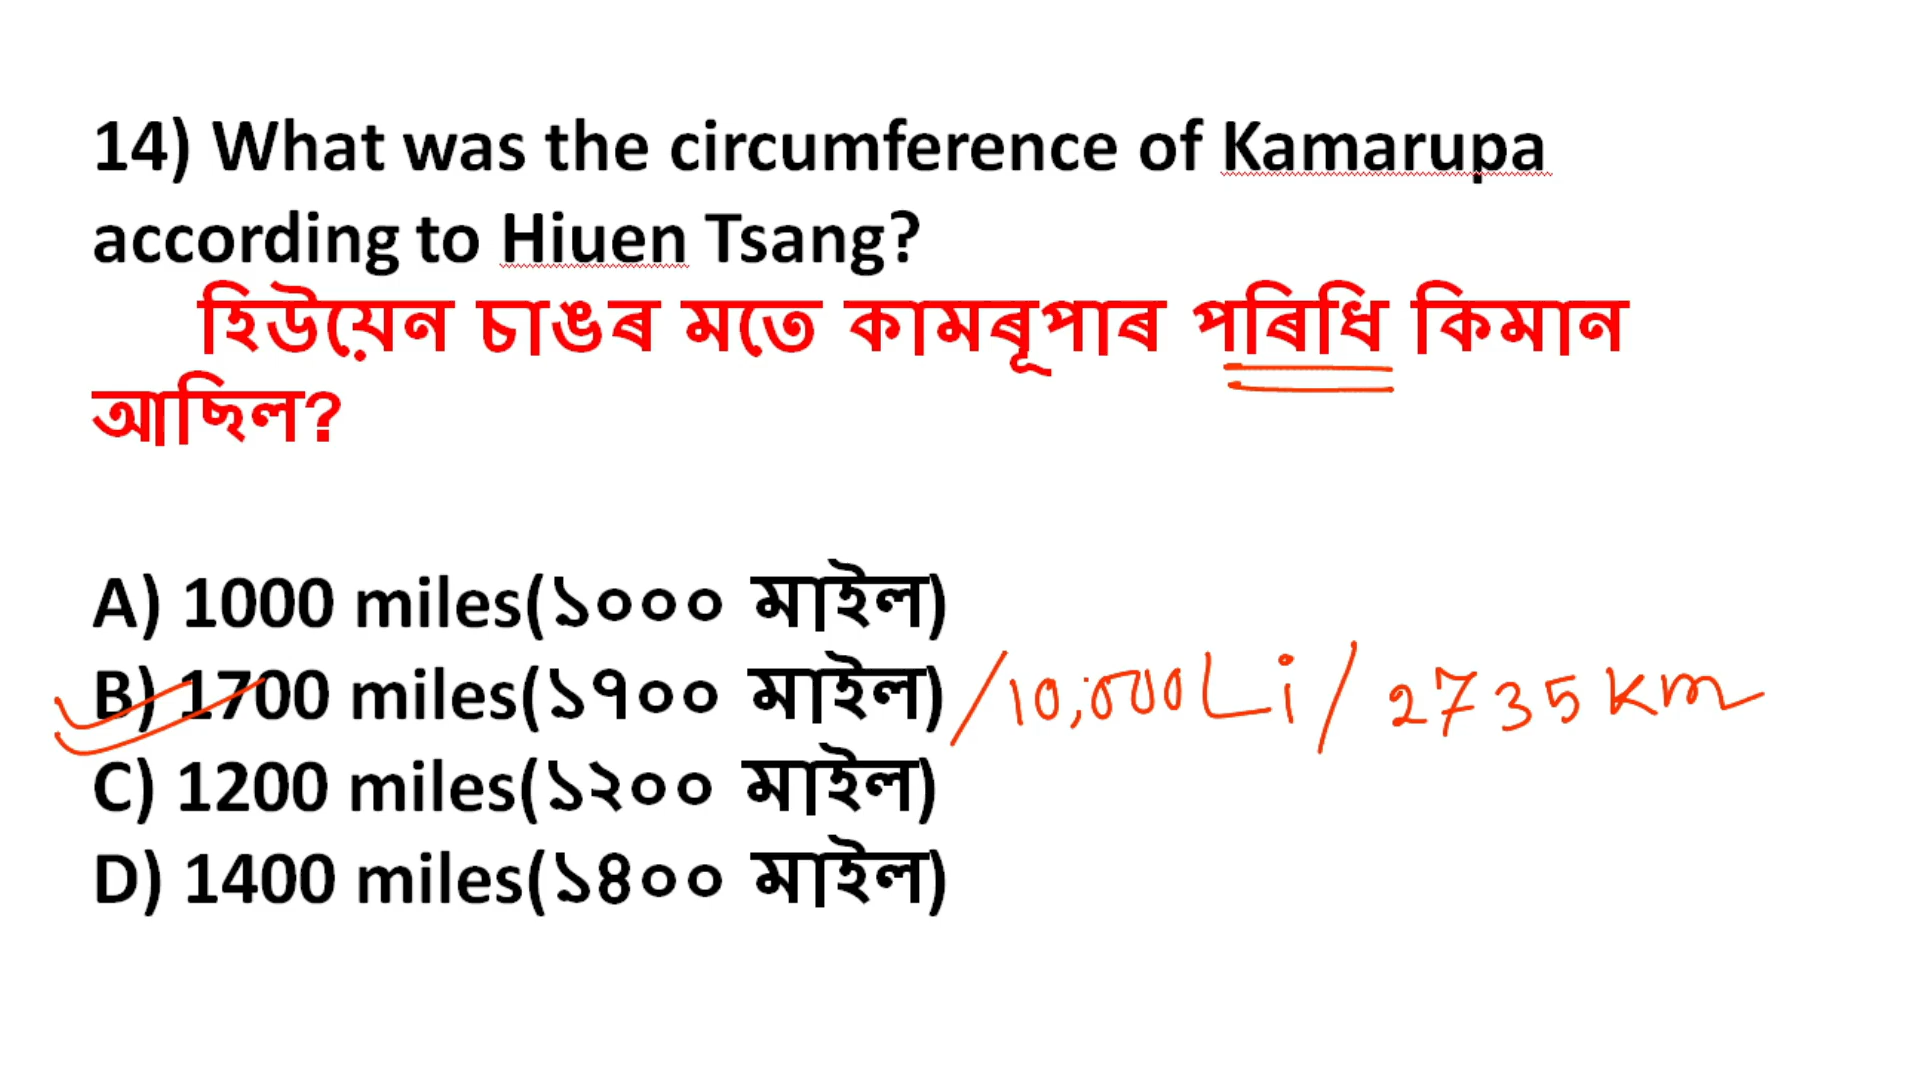 14) What was the circumference of Kamarupa
according to Hiuen Tsang?
হিউয়েন চাঙৰ মতে কামৰূপাৰ পৰিধি কিমান
আছিল?
A) 1000 miles(১০০০ মাইল)
B) 1700 miles(১৭০০ মাইল) /10,000 Li/ 2735 km
C) 1200 miles(১২০০ মাইল)
D) 1400 miles(১৪০০ মাইল)